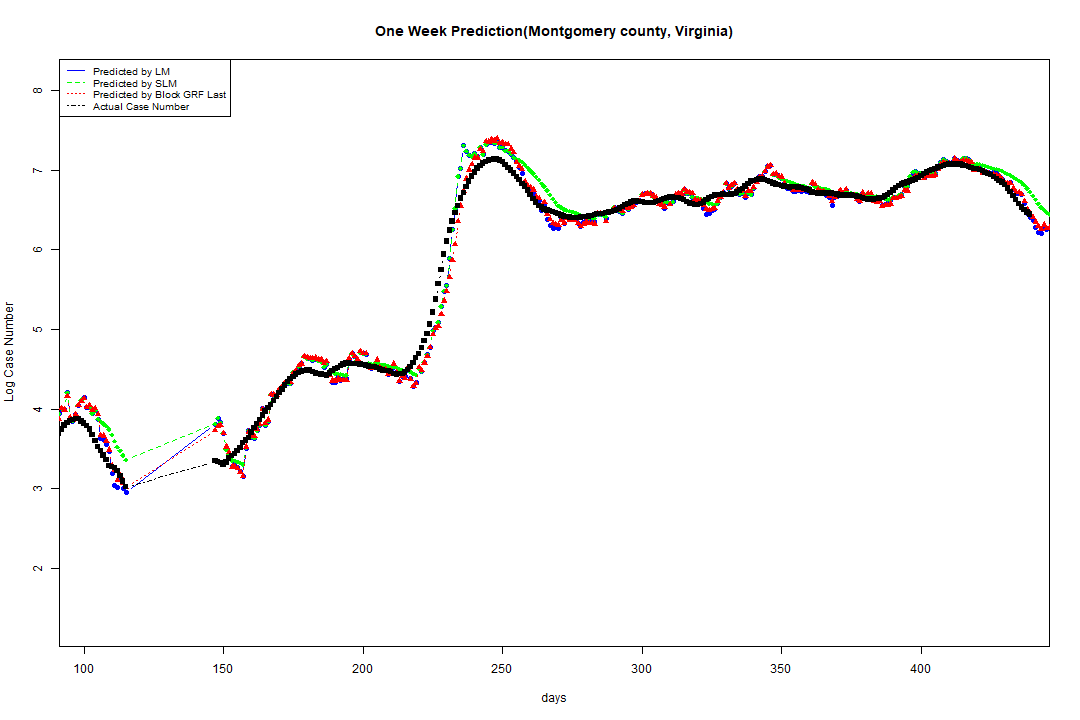 One Week Prediction(Montgomery county, Virginia)
Predicted by LM
Predicted by SLM
Predicted by Block GRF Last
Actual Case Number
8
7
6
5
4
3
2
Log Case Number
100 150 200 250 300 350 400
days